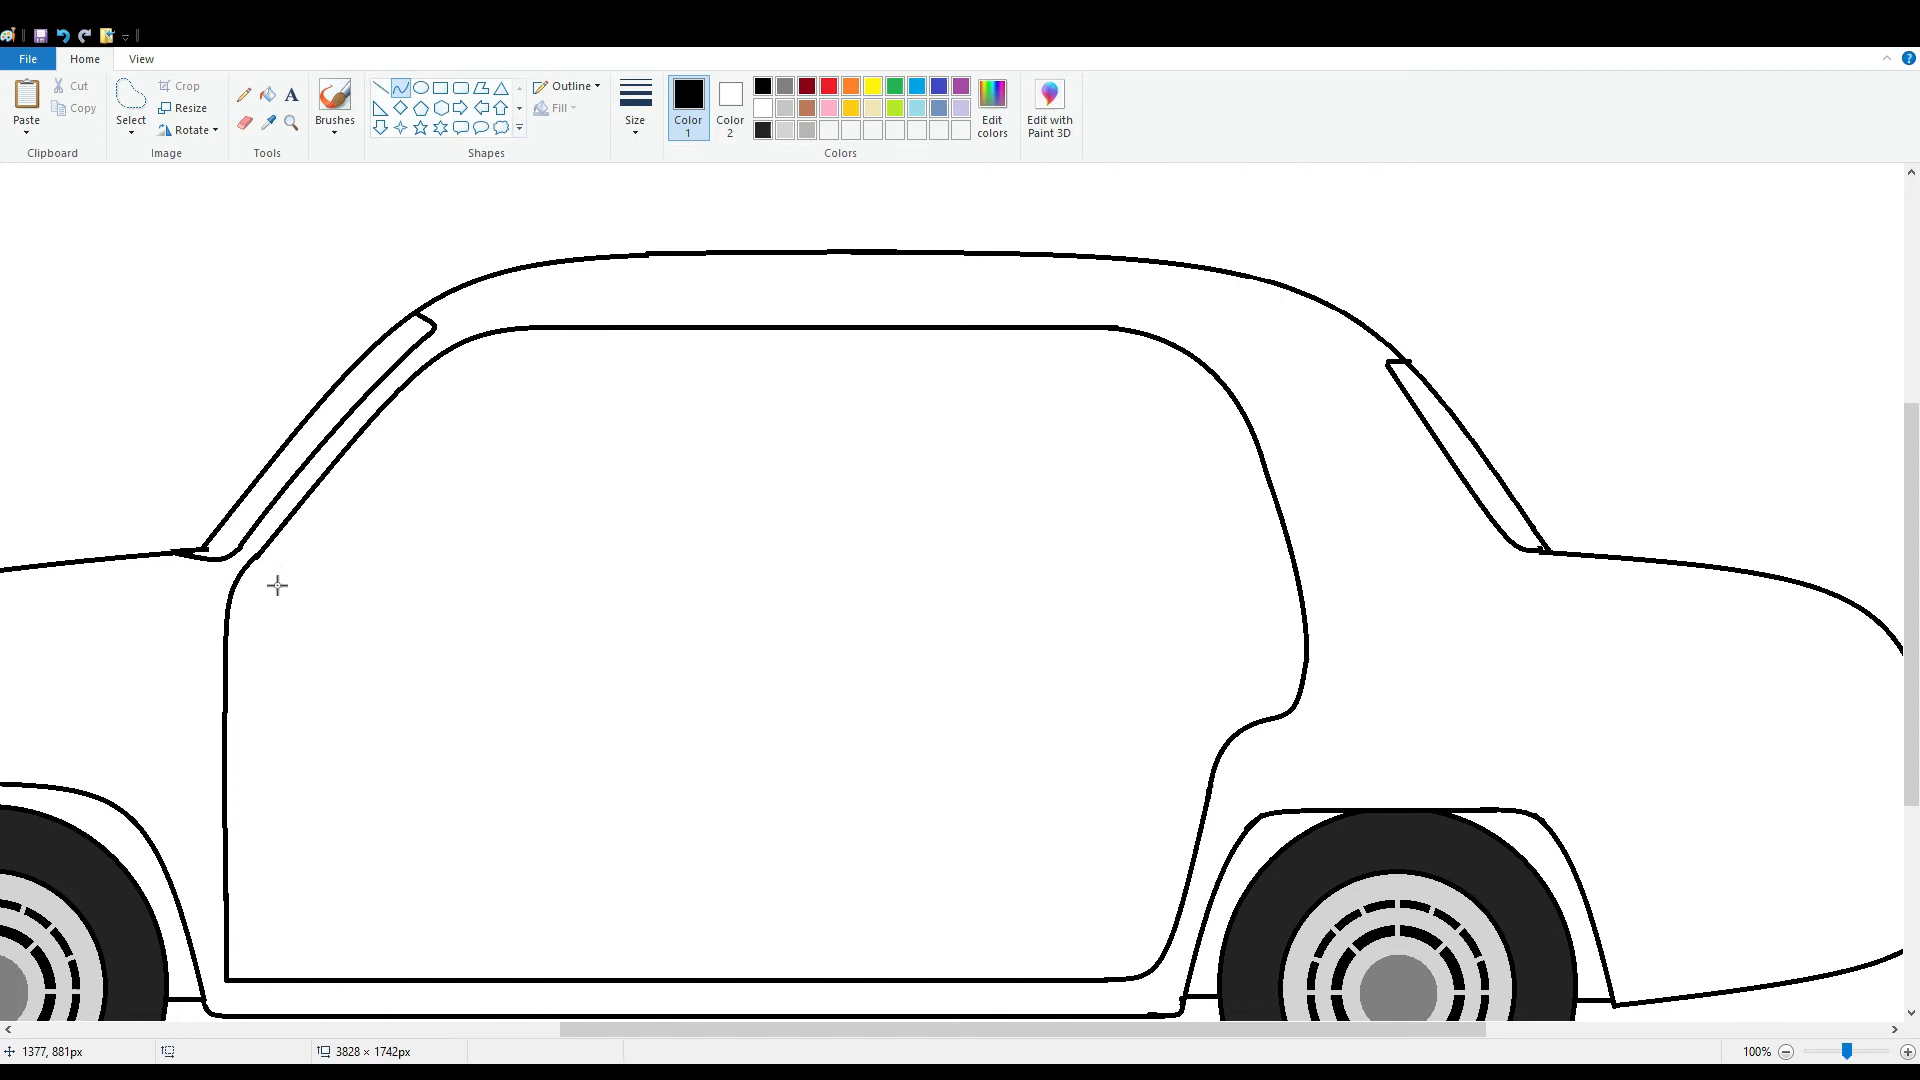 File Home View
Paste Cut Copy Clipboard
Select Crop Resize Rotate Image
A Tools
Brushes
Outline Fill Shapes
Size
Color 1 Color 2 Edit colors Colors
Edit with Paint 3D
?
1377, 881px 3828 × 1742px 100%